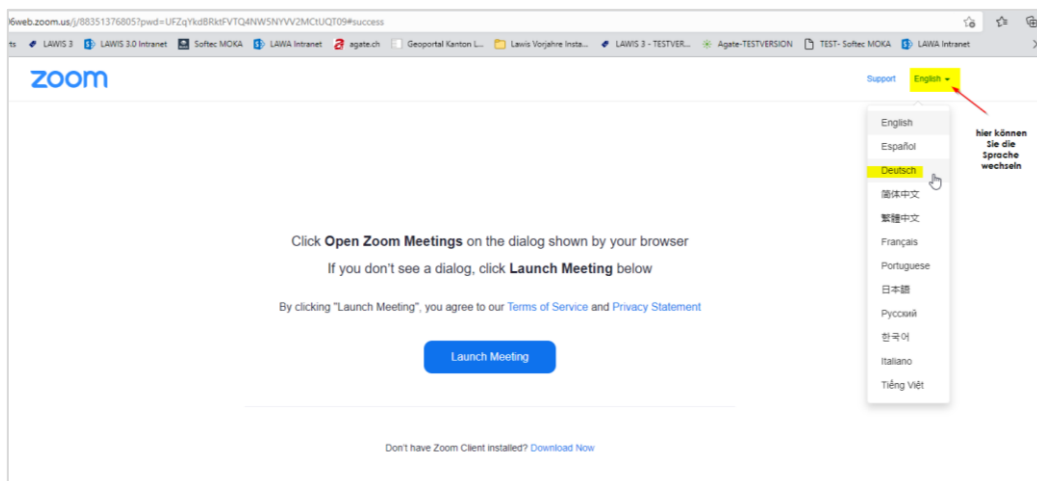 96web.zoom.us/j/88351376805?pwd=UFZqYkdBRktFVTQ4NW5NYVV2MCtUQT09#success
ts LAWIS 3 LAWIS 3.0 Intranet Softec MOKA LAWA Intranet agate.ch Geoportal Kanton L... Lawis Vorjahre Insta... LAWIS 3 - TESTVER... Agate-TESTVERSION TEST- Softec MOKA LAWA Intranet
zoom
Support English
English
hier können
Sie die
Sprache
wechseln
Español
Deutsch
简体中文
繁體中文
Français
Portuguese
日本語
Русский
한국어
Italiano
Tiếng Việt
Click Open Zoom Meetings on the dialog shown by your browser
If you don't see a dialog, click Launch Meeting below
By clicking "Launch Meeting", you agree to our Terms of Service and Privacy Statement
Launch Meeting
Don't have Zoom Client installed? Download Now